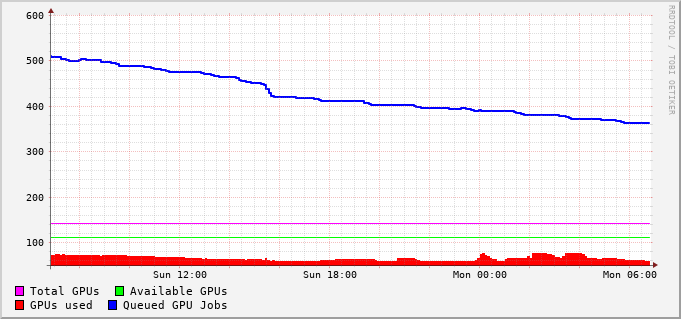 600
500
400
300
200
100
Sun 12:00 Sun 18:00 Mon 00:00 Mon 06:00
Total GPUs Available GPUs
GPUs used Queued GPU Jobs
RRDTOOL / TOBI OETIKER